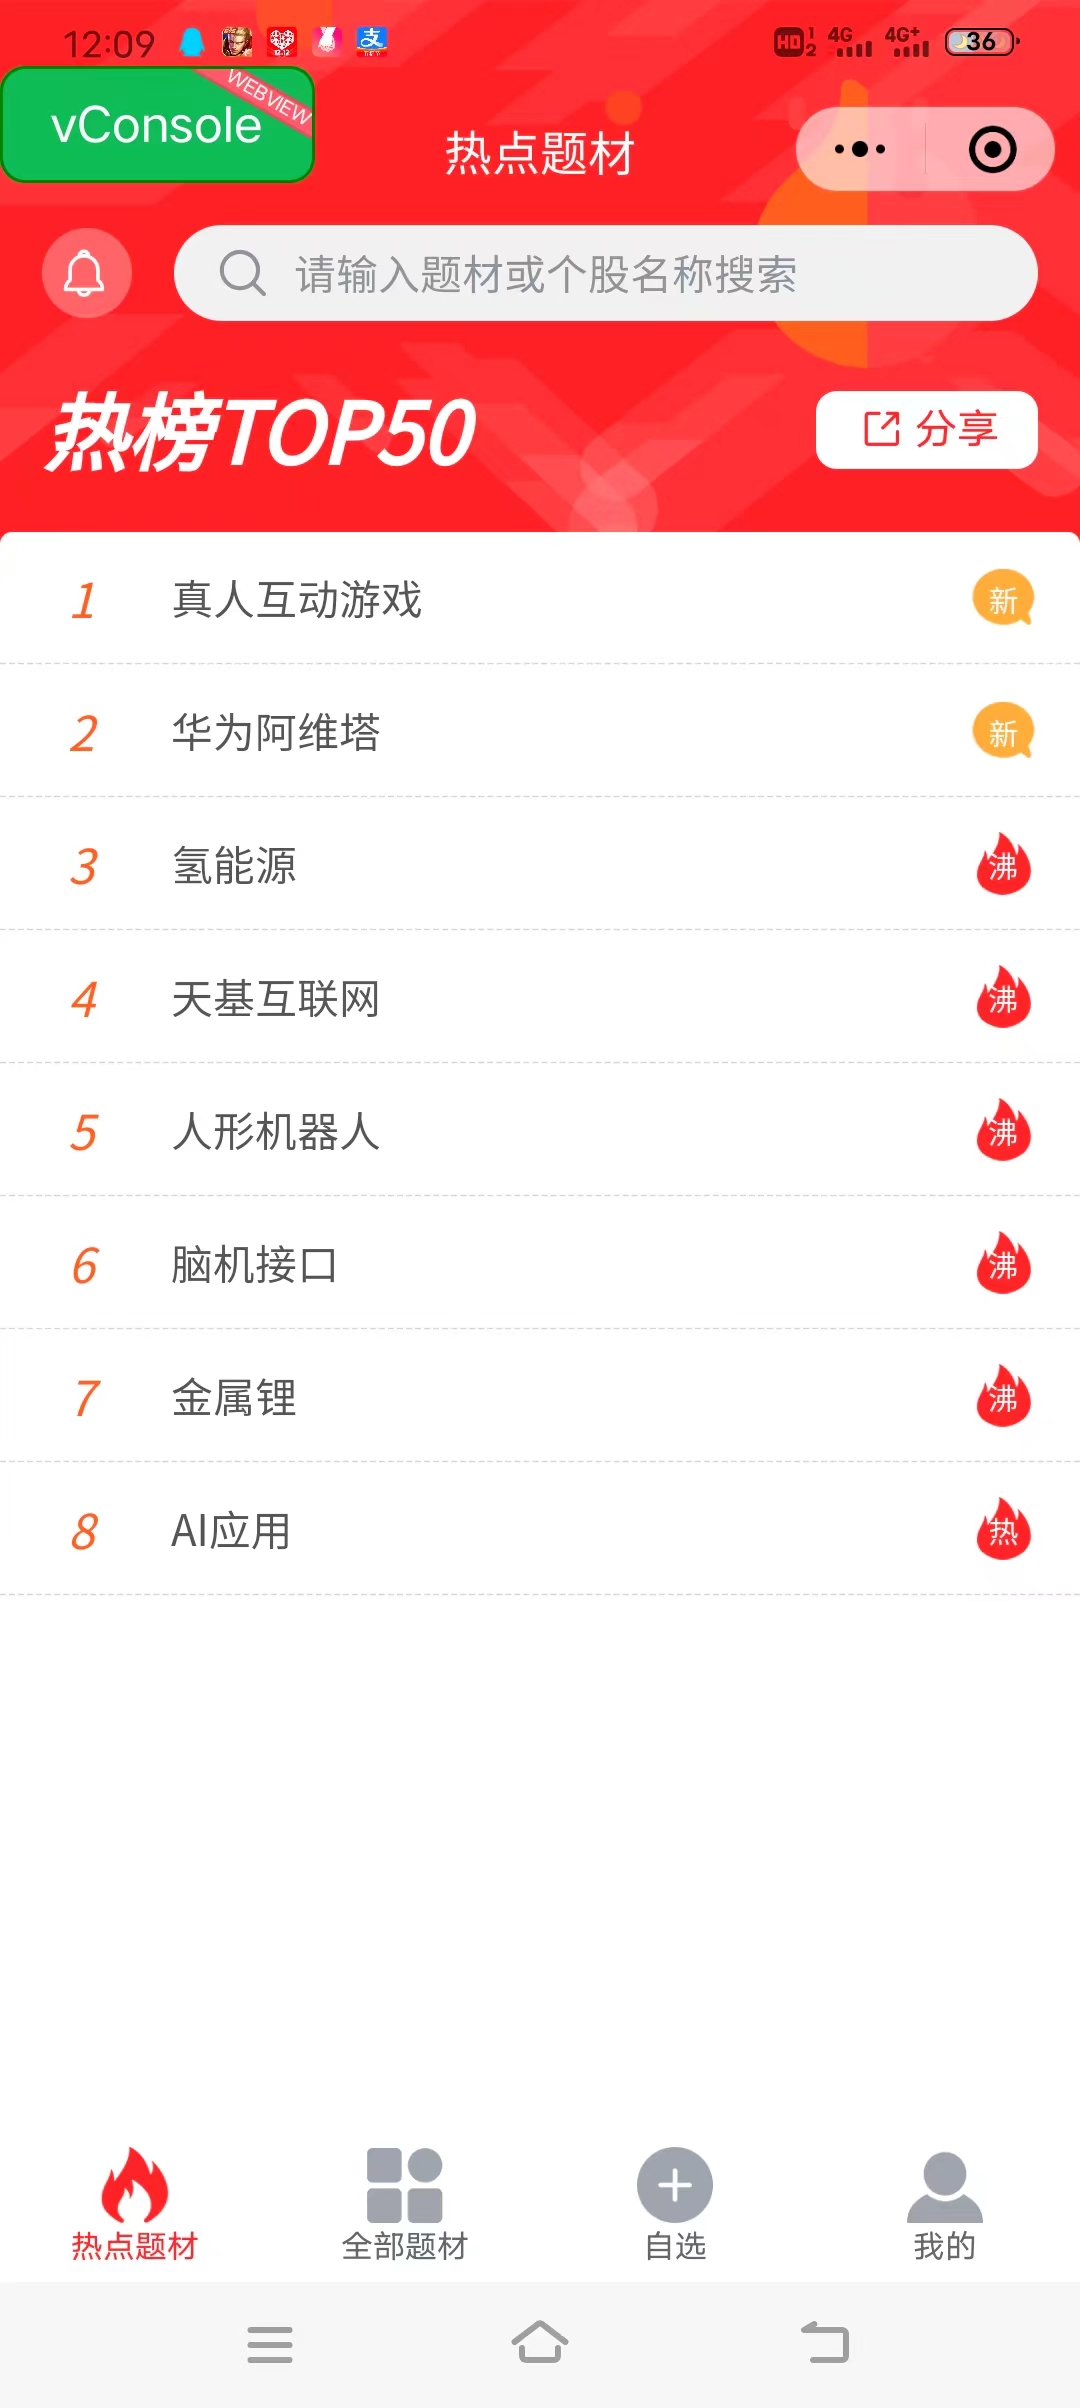 12:09
HD 1 2 4G 4G+ 36
vConsole
WEBVIEW
热点题材
请输入题材或个股名称搜索
热榜TOP50
分享
1 真人互动游戏 新
2 华为阿维塔 新
3 氢能源 沸
4 天基互联网 沸
5 人形机器人 沸
6 脑机接口 沸
7 金属锂 沸
8 AI应用 热
热点题材 全部题材 自选 我的